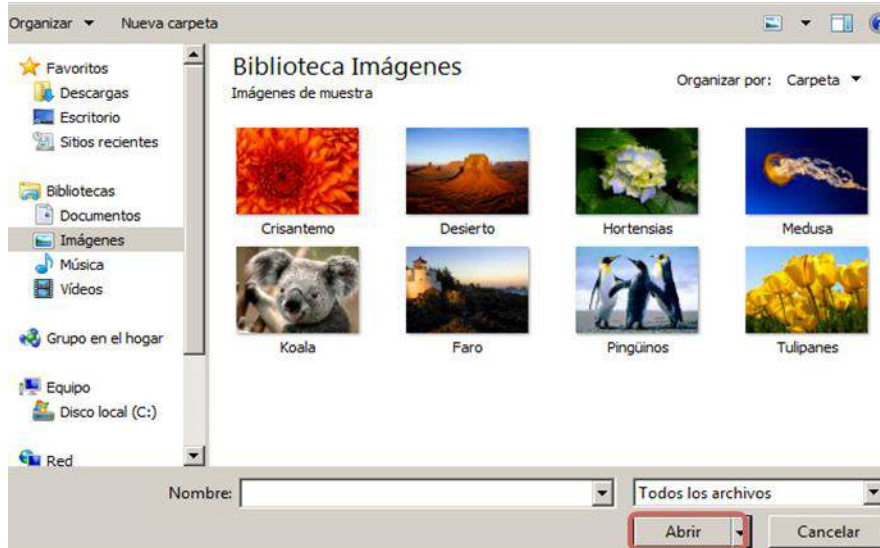 Organizar Nueva carpeta
Favoritos
Descargas
Escritorio
Sitios recientes
Bibliotecas
Documentos
Imágenes
Música
Vídeos
Grupo en el hogar
Equipo
Disco local (C:)
Red
Biblioteca Imágenes
Imágenes de muestra
Organizar por: Carpeta
Crisantemo Desierto Hortensias Medusa
Koala Faro Pingüinos Tulipanes
Nombre: Todos los archivos
Abrir Cancelar